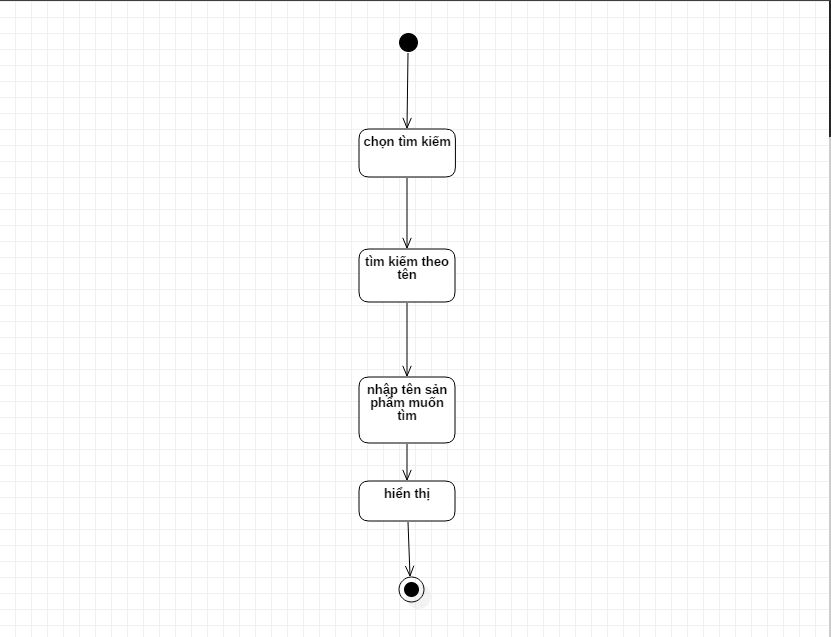 chọn tìm kiếm
tìm kiếm theo
tên
nhập tên sản
phẩm muốn
tìm
hiển thị